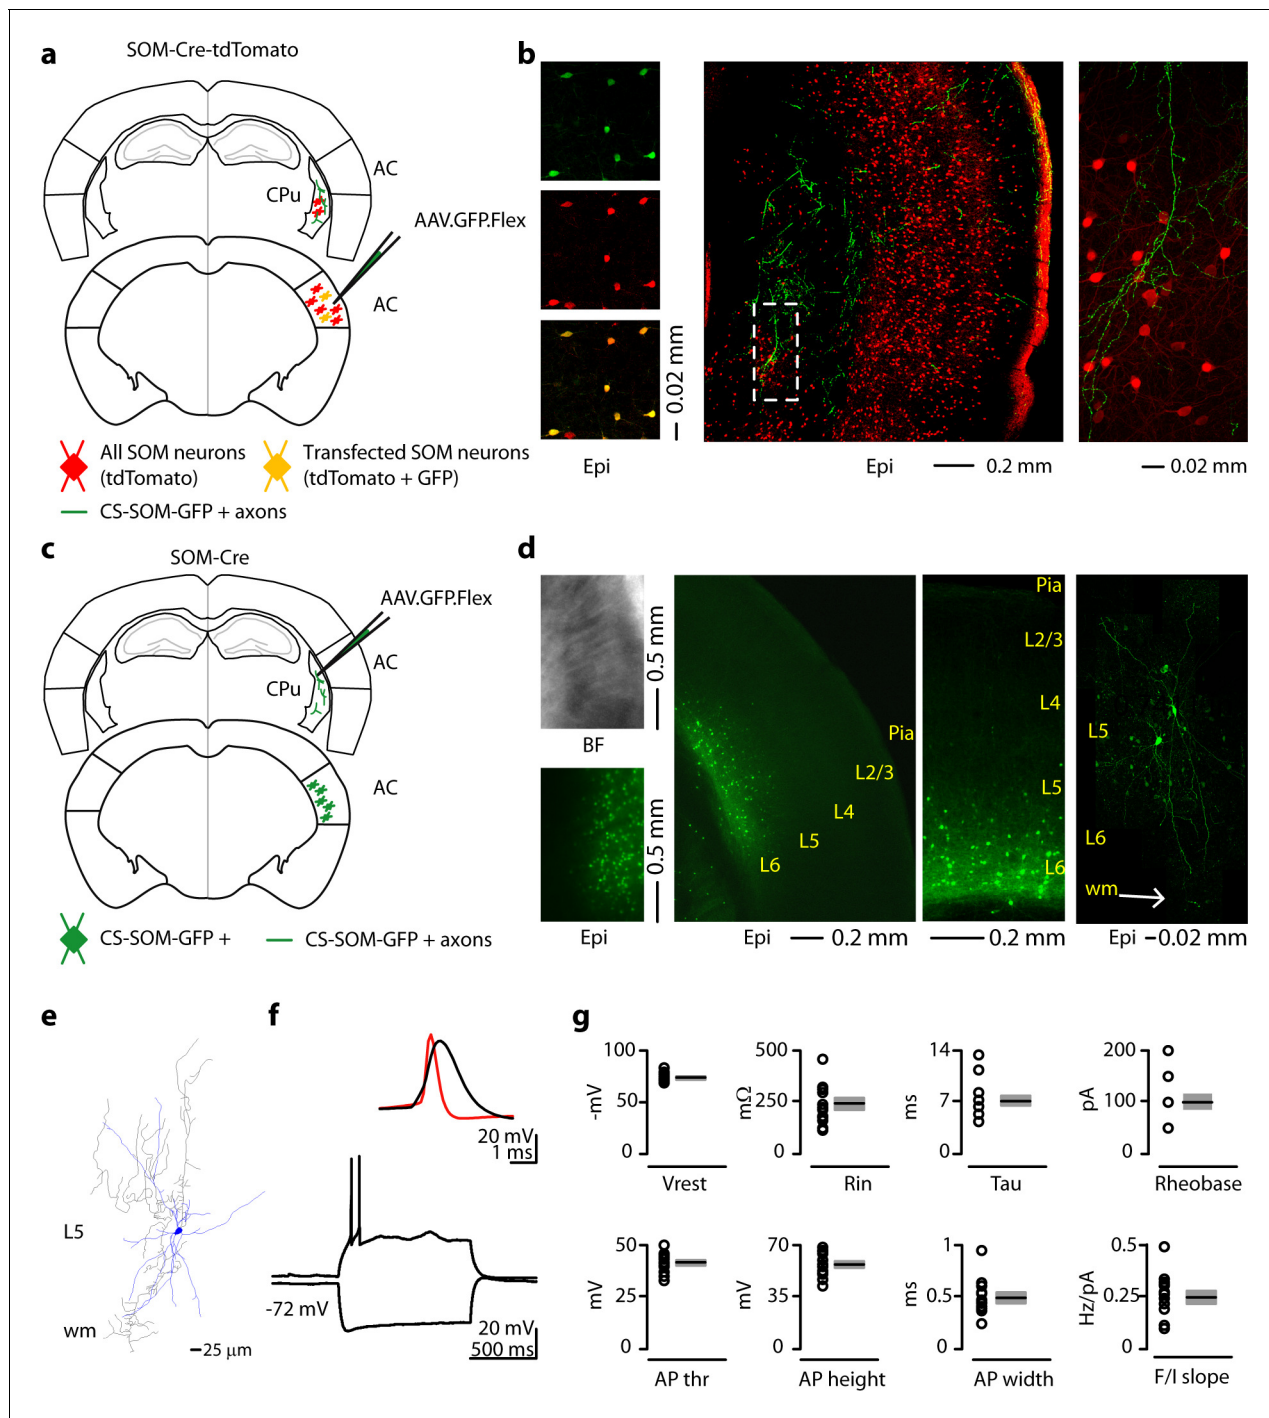 a
SOM-Cre-tdTomato
AC
CPu
AAV.GFP.Flex
AC
All SOM neurons
(tdTomato)
Transfected SOM neurons
(tdTomato + GFP)
CS-SOM-GFP + axons
b
0.02 mm
Epi
Epi
0.2 mm
0.02 mm
c
SOM-Cre
AAV.GFP.Flex
AC
CPu
AC
CS-SOM-GFP +
CS-SOM-GFP + axons
d
0.5 mm
BF
0.5 mm
Epi
Pia
L2/3
L4
L5
L6
Epi
0.2 mm
Pia
L2/3
L4
L5
L6
0.2 mm
L5
L6
wm
Epi
0.02 mm
e
L5
wm
25 µm
f
20 mV
1 ms
-72 mV
20 mV
500 ms
g
100
50
0
-mV
Vrest
500
250
0
mΩ
Rin
14
7
0
ms
Tau
200
100
0
pA
Rheobase
50
25
0
mV
AP thr
70
35
0
mV
AP height
1
0.5
0
ms
AP width
0.5
0.25
0
Hz/pA
F/I slope